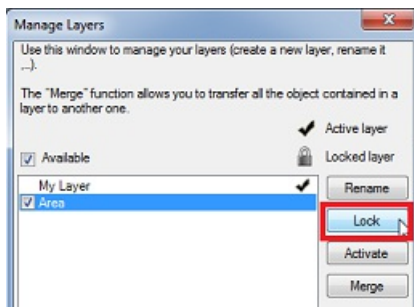 Manage Layers
Use this window to manage your layers (create a new layer, rename it
...).
The "Merge" function allows you to transfer all the object contained in a
layer to another one.
Active layer
Available
Locked layer
My Layer
Rename
Area
Lock
Activate
Merge